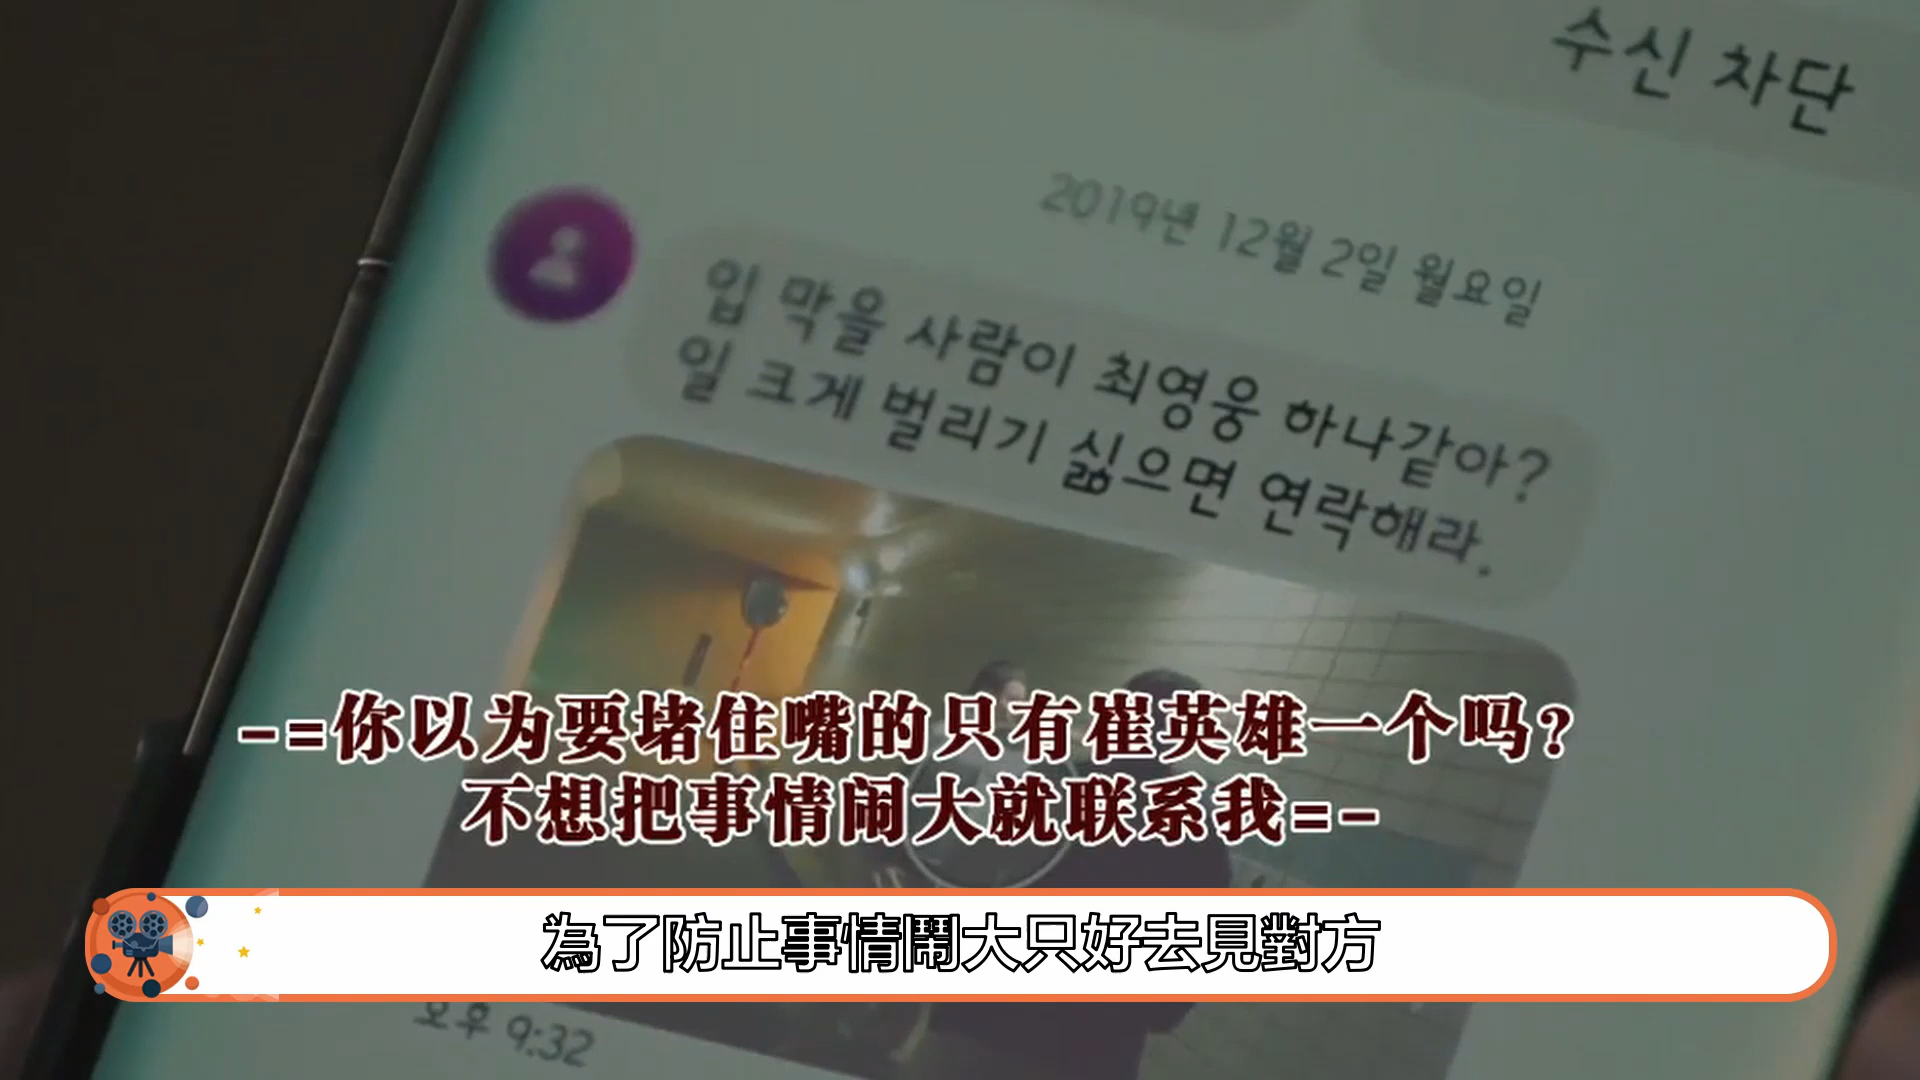 수신 차단
2019년 12월 2일 월요일
입 막을 사람이 최영웅 하나같아?
일 크게 벌리기 싫으면 연락해라.
-=你以为要堵住嘴的只有崔英雄一个吗?
不想把事情闹大就联系我=-
為了防止事情鬧大只好去見對方
오후 9:32